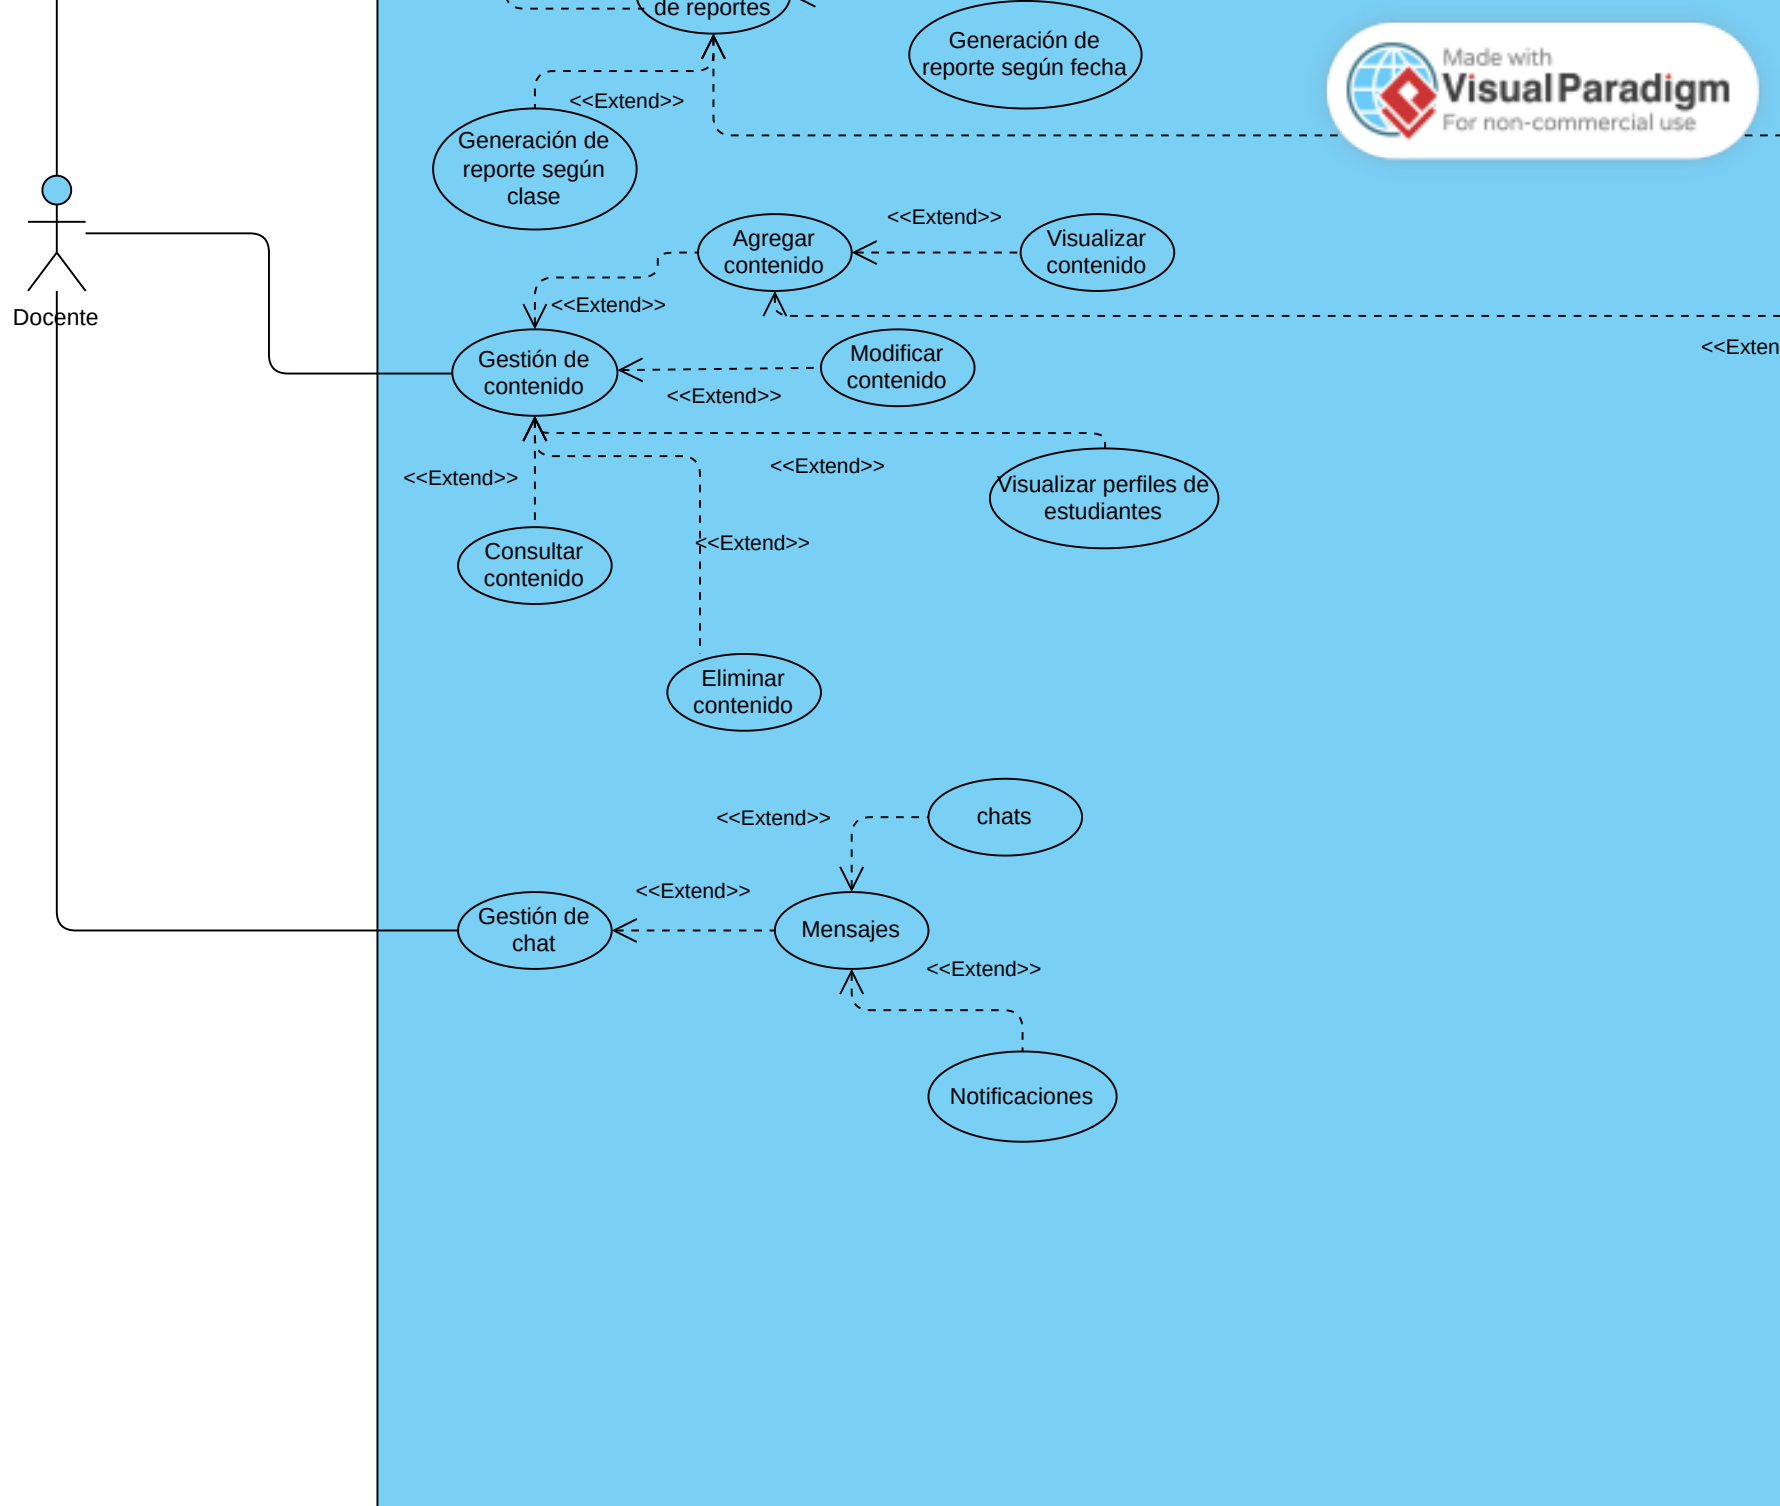 de reportes
Generación de
reporte según fecha
Made with
Visual Paradigm
For non-commercial use
<<Extend>>
Generación de
reporte según
clase
<<Extend>>
Agregar
contenido
Visualizar
contenido
<<Extend>>
Docente
<<Exten
Gestión de
contenido
Modificar
contenido
<<Extend>>
<<Extend>>
<<Extend>>
Visualizar perfiles de
estudiantes
<<Extend>>
Consultar
contenido
Eliminar
contenido
<<Extend>>
chats
<<Extend>>
Gestión de
chat
Mensajes
<<Extend>>
Notificaciones